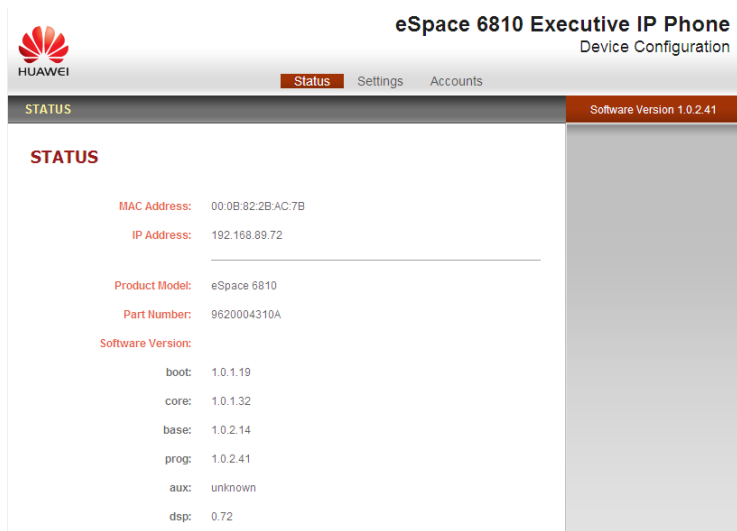 eSpace 6810 Executive IP Phone
Device Configuration
HUAWEI
Status Settings Accounts
STATUS Software Version 1.0.2.41
STATUS
MAC Address: 00:0B:82:2B:AC:7B
IP Address: 192.168.89.72
Product Model: eSpace 6810
Part Number: 9620004310A
Software Version:
boot: 1.0.1.19
core: 1.0.1.32
base: 1.0.2.14
prog: 1.0.2.41
aux: unknown
dsp: 0.72